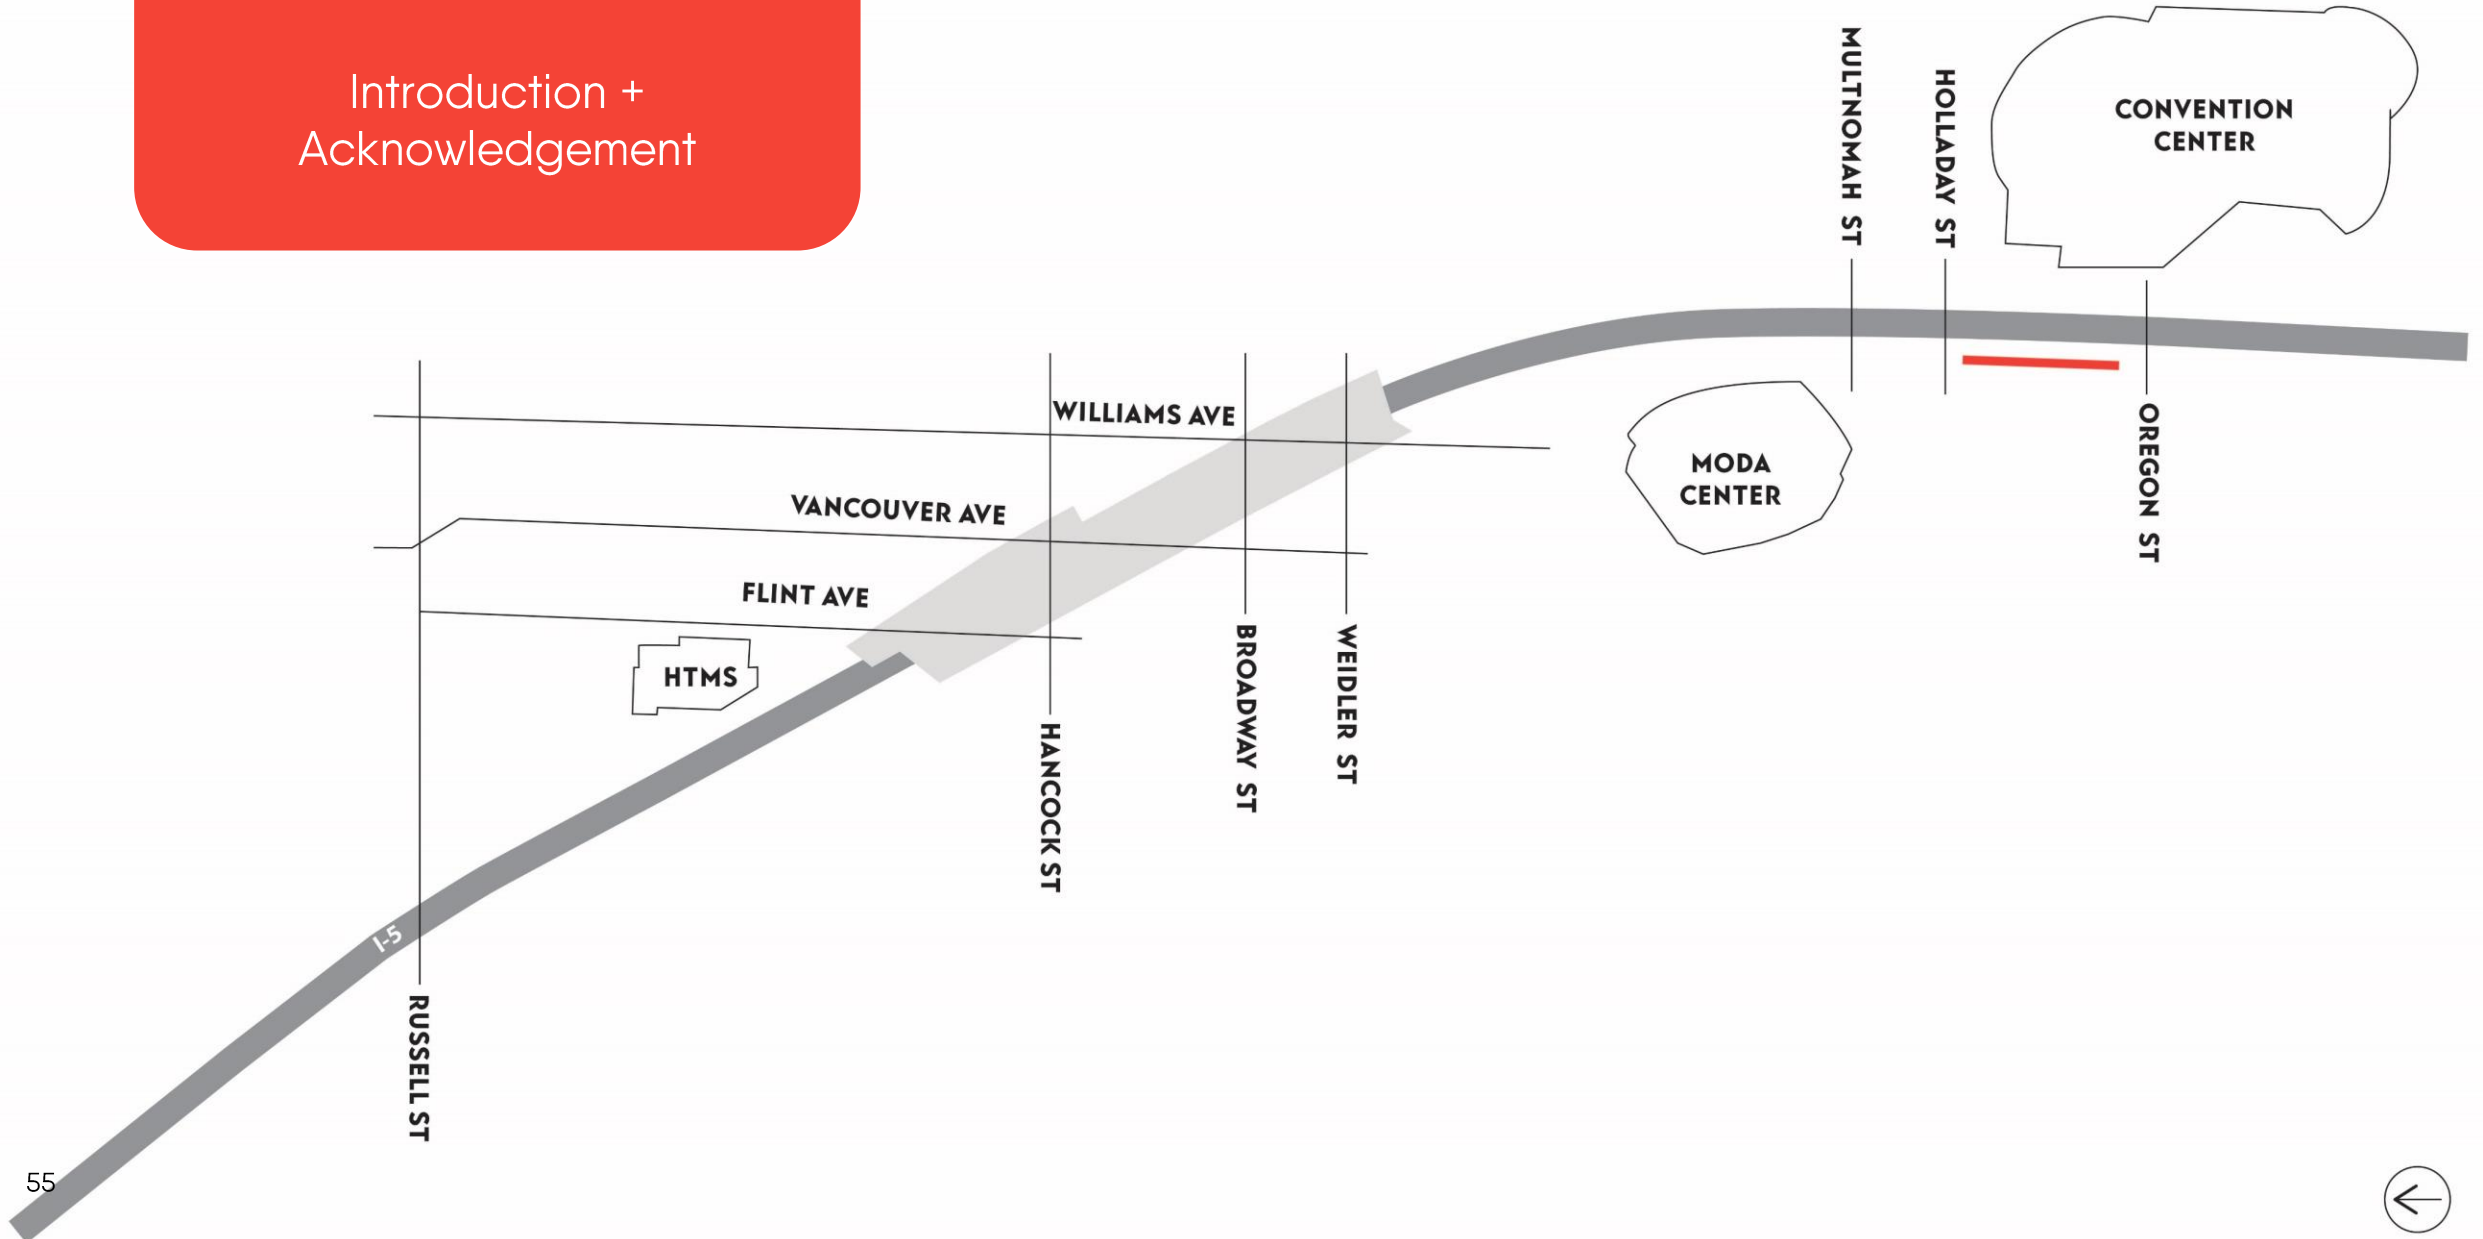 Introduction +
Acknowledgement
MULTNOMAH ST
HOLLADAY ST
CONVENTION
CENTER
WILLIAMS AVE
VANCOUVER AVE
FLINT AVE
HTMS
MODA
CENTER
OREGON ST
BROADWAY ST
WEIDLER ST
HANCOCK ST
I-5
RUSSELL ST
55